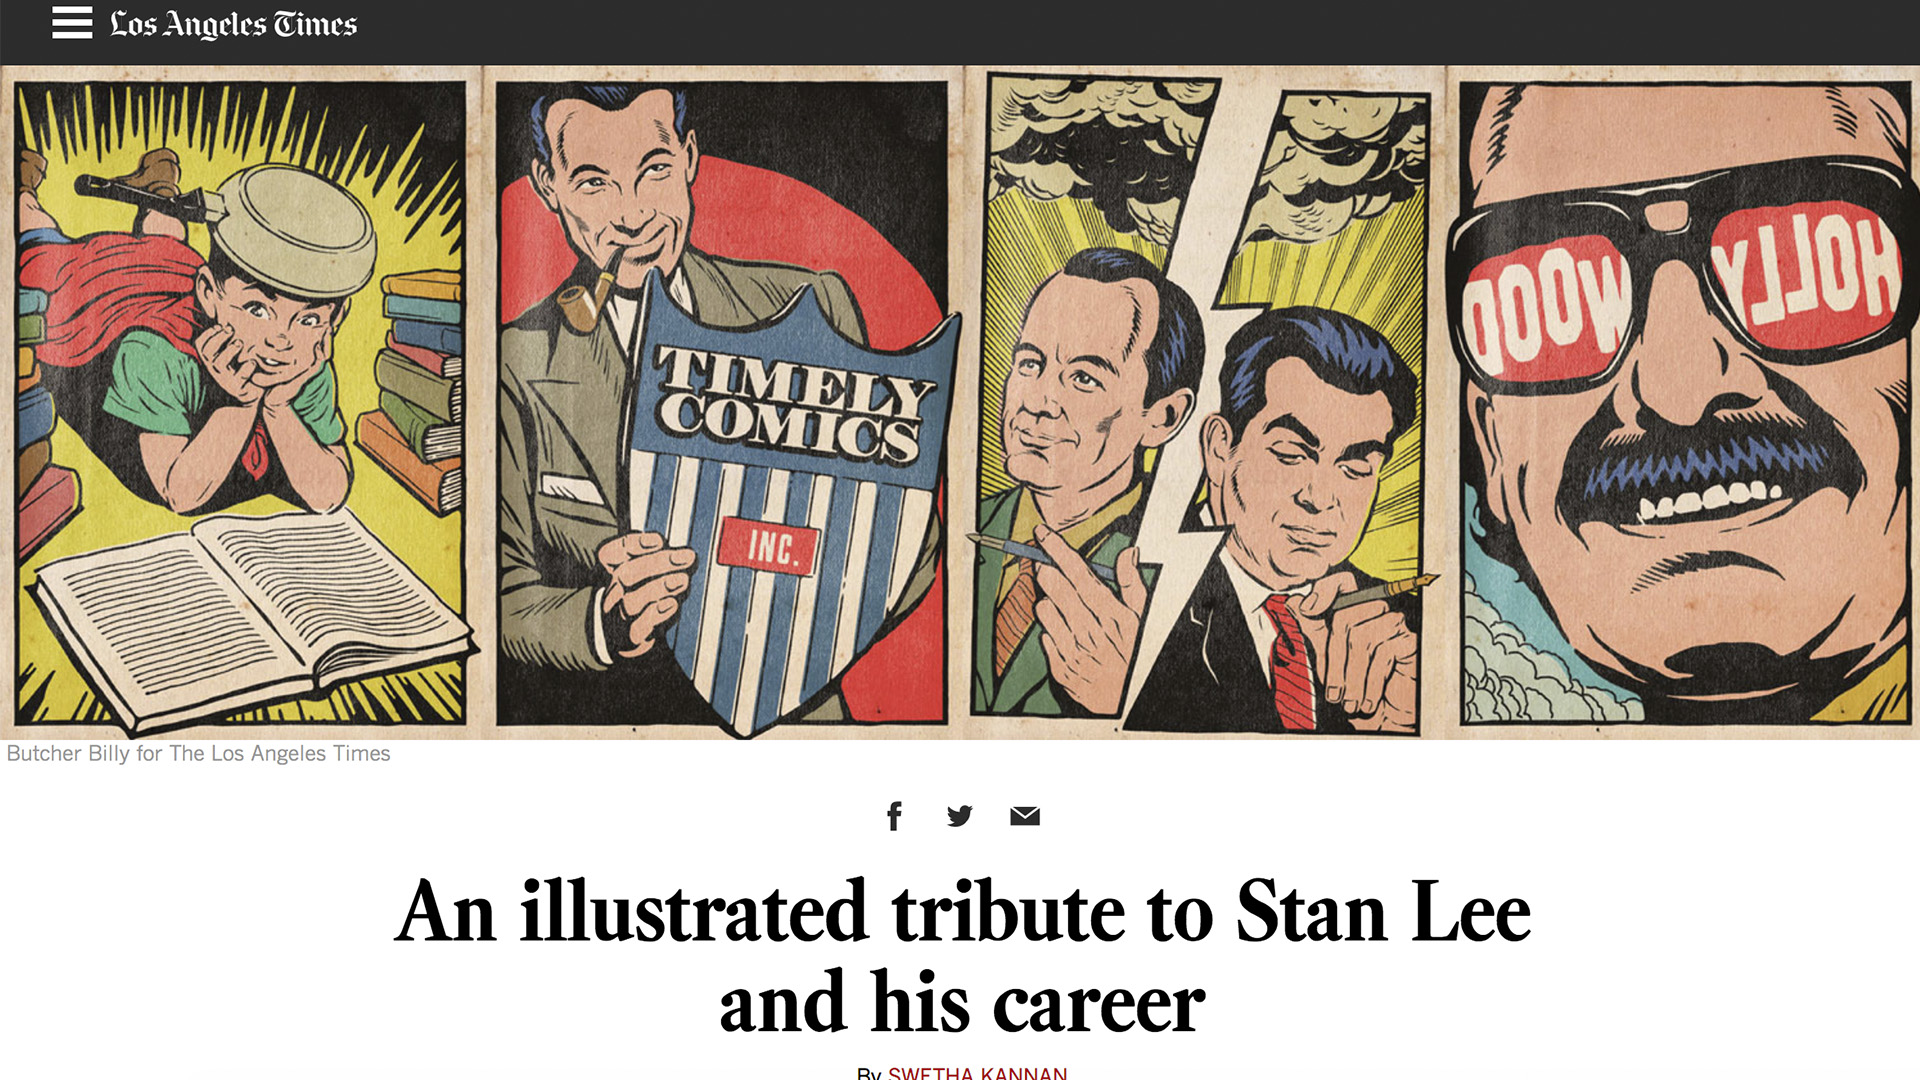 Los Angeles Times
TIMELY
COMICS
INC.
WOOD
HOLLY
Butcher Billy for The Los Angeles Times
An illustrated tribute to Stan Lee
and his career
By SWETHA KANNAN